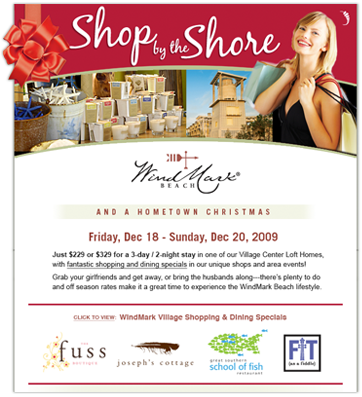 Shop by the Shore
WindMark®
BEACH
AND A HOMETOWN CHRISTMAS
Friday, Dec 18 - Sunday, Dec 20, 2009
Just $229 or $329 for a 3-day / 2-night stay in one of our Village Center Loft Homes,
with fantastic shopping and dining specials in our unique shops and area events!
Grab your girlfriends and get away, or bring the husbands along---there's plenty to do
and off season rates make it a great time to experience the WindMark Beach lifestyle.
CLICK TO VIEW: WindMark Village Shopping & Dining Specials
the
fuss
BOUTIQUE
joseph's cottage
great southern
school of fish
restaurant
FIT
(as a Fiddle)